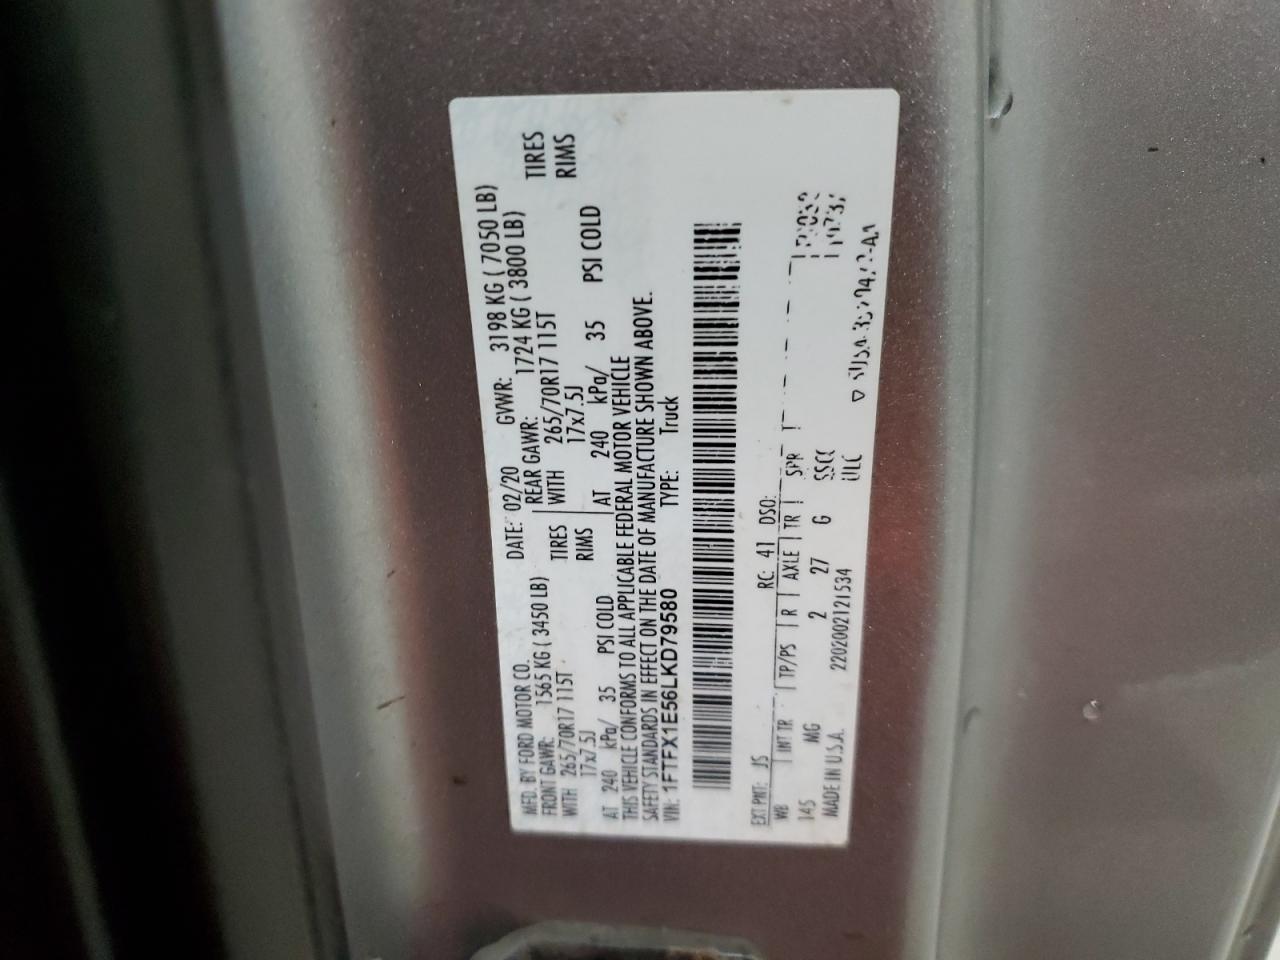 MFD. BY FORD MOTOR CO.
DATE: 02/20 GVWR: 3198 KG ( 7050 LB)
FRONT GAWR: 1565 KG ( 3450 LB) REAR GAWR: 1724 KG ( 3800 LB)
WITH 265/70R17 115T TIRES WITH 265/70R17 115T TIRES
17x7.5J RIMS 17x7.5J RIMS
AT 240 kPa/ 35 PSI COLD AT 240 kPa/ 35 PSI COLD
THIS VEHICLE CONFORMS TO ALL APPLICABLE FEDERAL MOTOR VEHICLE
SAFETY STANDARDS IN EFFECT ON THE DATE OF MANUFACTURE SHOWN ABOVE.
VIN: 1FTFX1E56LKD79580 TYPE: Truck
EXT PNT: JS RC: 41 DSO:
WB INT TR TP/PS R AXLE TR SPR
145 MG 2 27 G SSCC
MADE IN U.S.A. 2202002121534 ULC